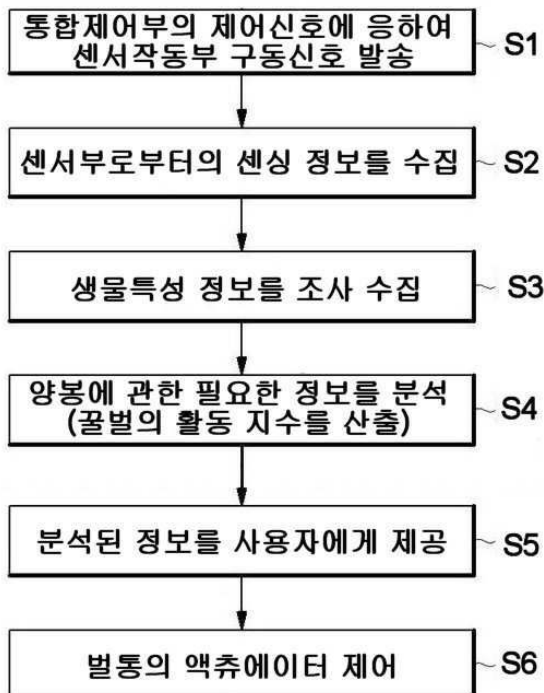 통합제어부의 제어신호에 응하여
센서작동부 구동신호 발송
S1
센서부로부터의 센싱 정보를 수집
S2
생물특성 정보를 조사 수집
S3
양봉에 관한 필요한 정보를 분석
(꿀벌의 활동 지수를 산출)
S4
분석된 정보를 사용자에게 제공
S5
벌통의 액츄에이터 제어
S6